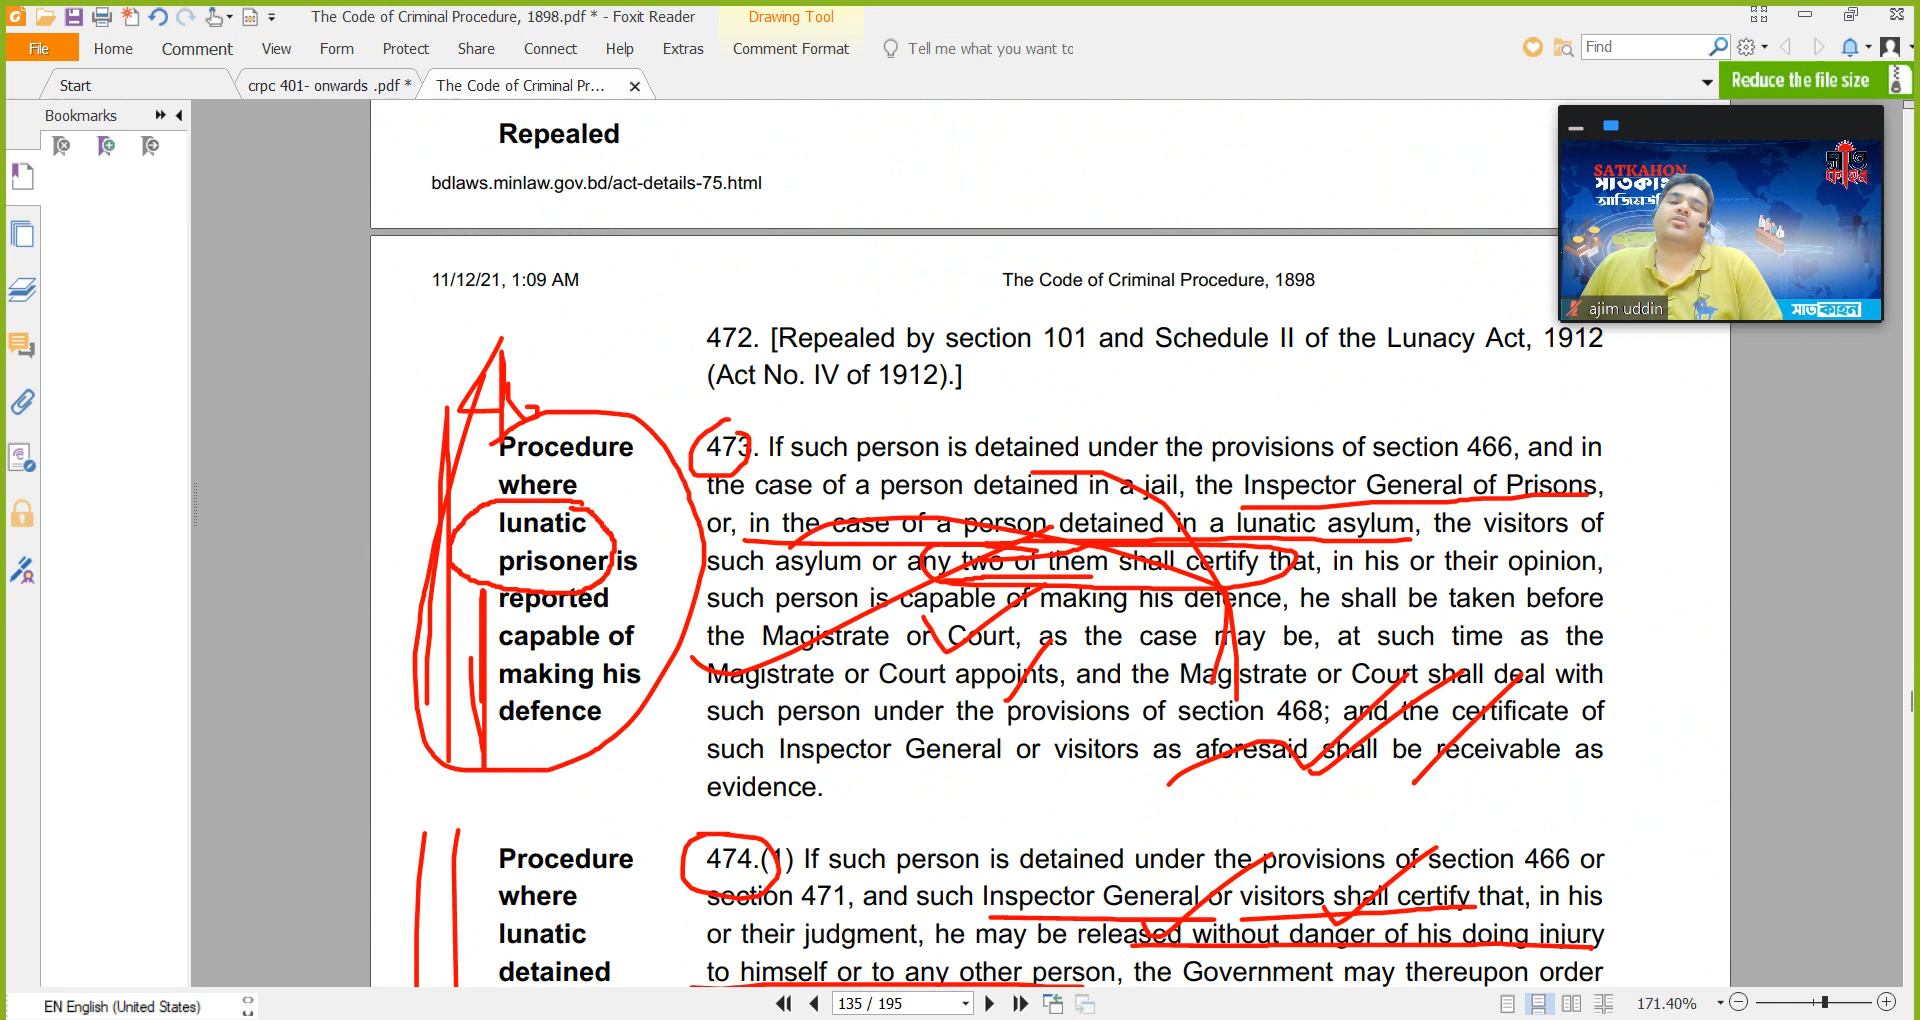 The Code of Criminal Procedure, 1898.pdf * - Foxit Reader
Drawing Tool
File Home Comment View Form Protect Share Connect Help Extras Comment Format Tell me what you want to
Find
Start
crpc 401- onwards .pdf *
The Code of Criminal Pr...
Reduce the file size
Bookmarks
SATKAHON
সাতকাহ
ajim uddin
সাতকাহন
Repealed
bdlaws.minlaw.gov.bd/act-details-75.html
11/12/21, 1:09 AM The Code of Criminal Procedure, 1898
472. [Repealed by section 101 and Schedule II of the Lunacy Act, 1912
(Act No. IV of 1912).]
Procedure
where
lunatic
prisoner is
reported
capable of
making his
defence
473. If such person is detained under the provisions of section 466, and in
the case of a person detained in a jail, the Inspector General of Prisons,
or, in the case of a person detained in a lunatic asylum, the visitors of
such asylum or any two of them shall certify that, in his or their opinion,
such person is capable of making his defence, he shall be taken before
the Magistrate or Court, as the case may be, at such time as the
Magistrate or Court appoints, and the Magistrate or Court shall deal with
such person under the provisions of section 468; and the certificate of
such Inspector General or visitors as aforesaid shall be receivable as
evidence.
Procedure
where
lunatic
detained
474.(1) If such person is detained under the provisions of section 466 or
section 471, and such Inspector General or visitors shall certify that, in his
or their judgment, he may be released without danger of his doing injury
to himself or to any other person, the Government may thereupon order
EN English (United States)
135 / 195
171.40%